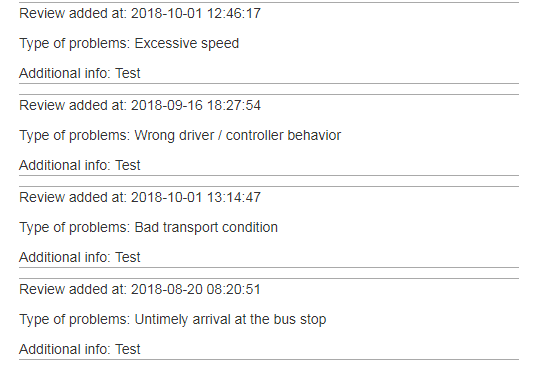 Review added at: 2018-10-01 12:46:17
Type of problems: Excessive speed
Additional info: Test
Review added at: 2018-09-16 18:27:54
Type of problems: Wrong driver / controller behavior
Additional info: Test
Review added at: 2018-10-01 13:14:47
Type of problems: Bad transport condition
Additional info: Test
Review added at: 2018-08-20 08:20:51
Type of problems: Untimely arrival at the bus stop
Additional info: Test